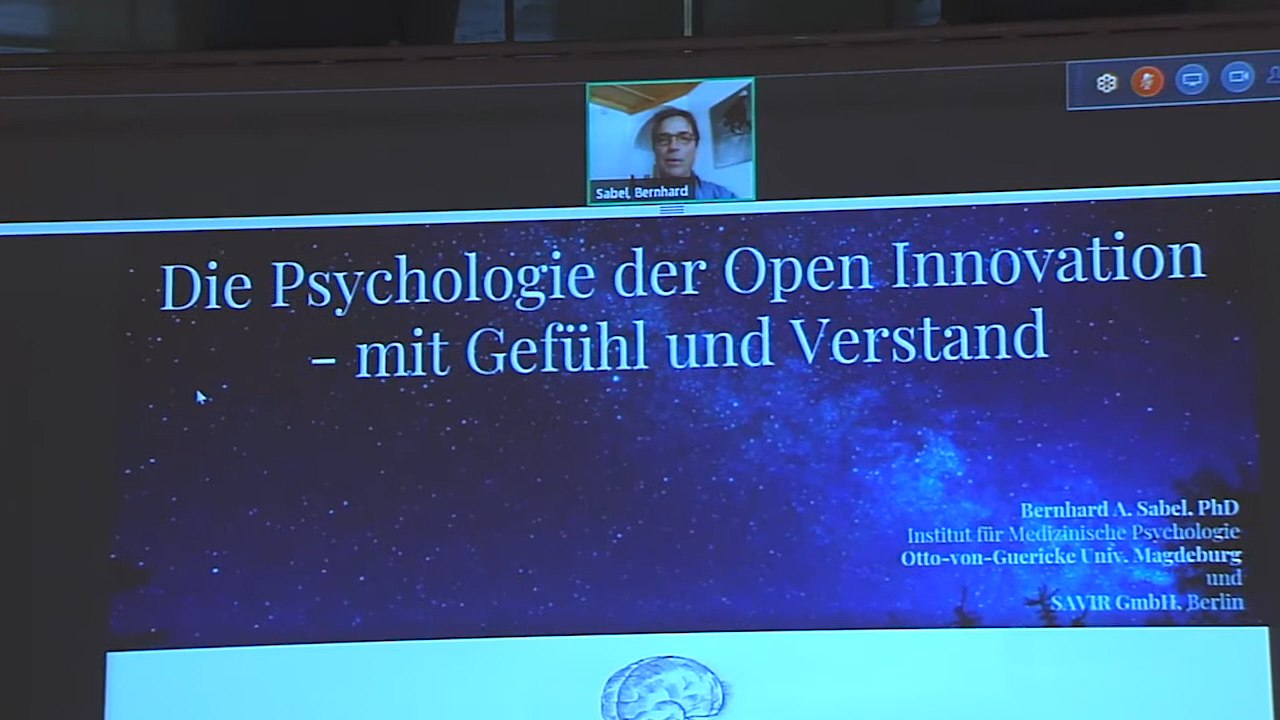 Sabel, Bernhard
Die Psychologie der Open Innovation
- mit Gefühl und Verstand
Bernhard A. Sabel, PhD
Institut für Medizinische Psychologie
Otto-von-Guericke Univ. Magdeburg
und
SAVIR GmbH, Berlin